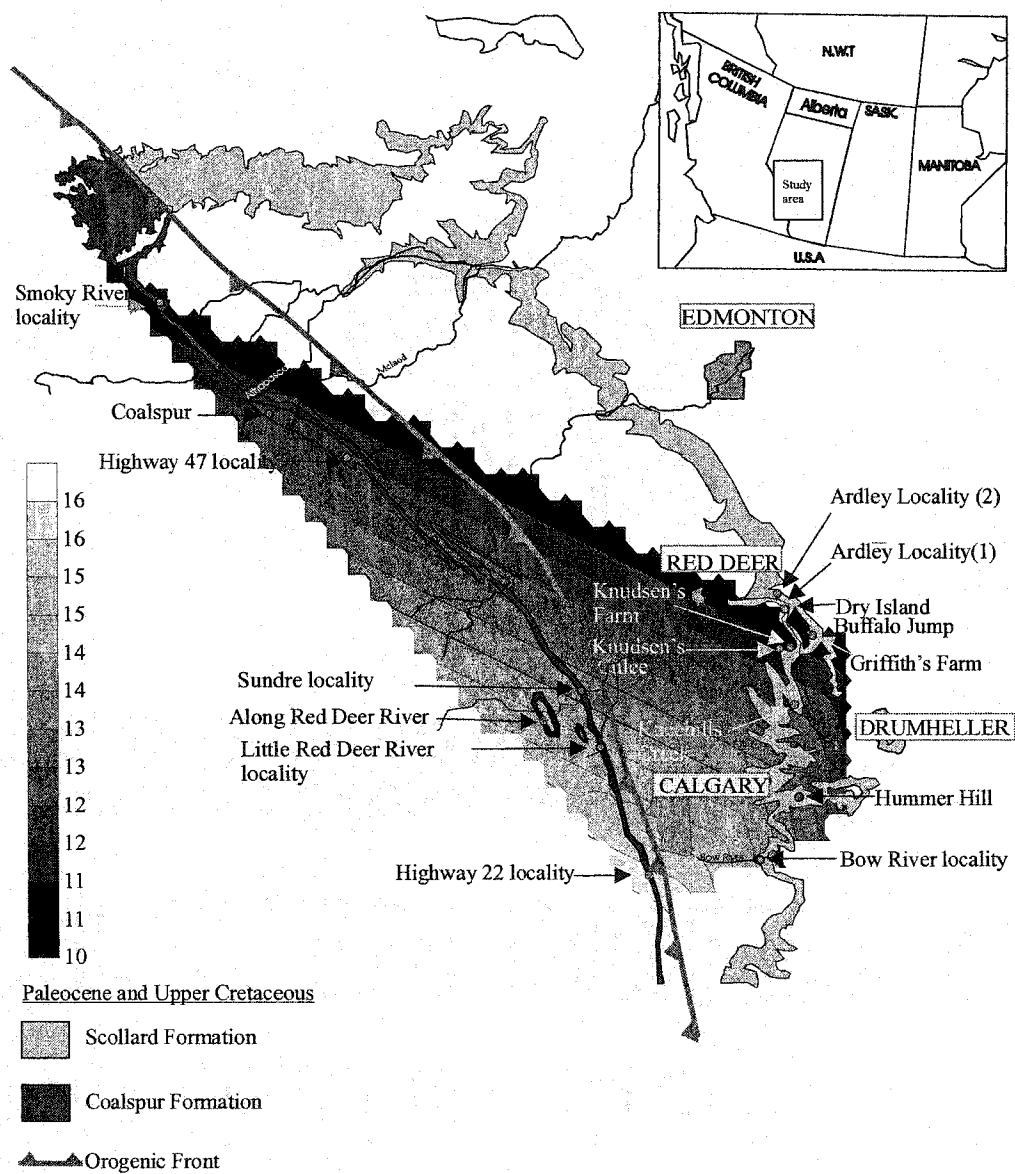 N.W.T
BRITISH
COLUMBIA
Alberta
SASK.
MANITOBA
Study
area
U.S.A
Smoky River
locality
EDMONTON
Mcleod
Coalspur
Highway 47 locality
Ardley Locality (2)
Ardley Locality(1)
RED DEER
Knudsen's
Farm
Dry Island
Buffalo Jump
Knudsen's
Griffith's Farm
Sundre locality
Along Red Deer River
Little Red Deer River
locality
DRUMHELLER
CALGARY
Hummer Hill
Bow River
Bow River locality
Highway 22 locality
16
16
15
15
14
14
13
13
12
12
11
11
10
Paleocene and Upper Cretaceous
Scollard Formation
Coalspur Formation
Orogenic Front